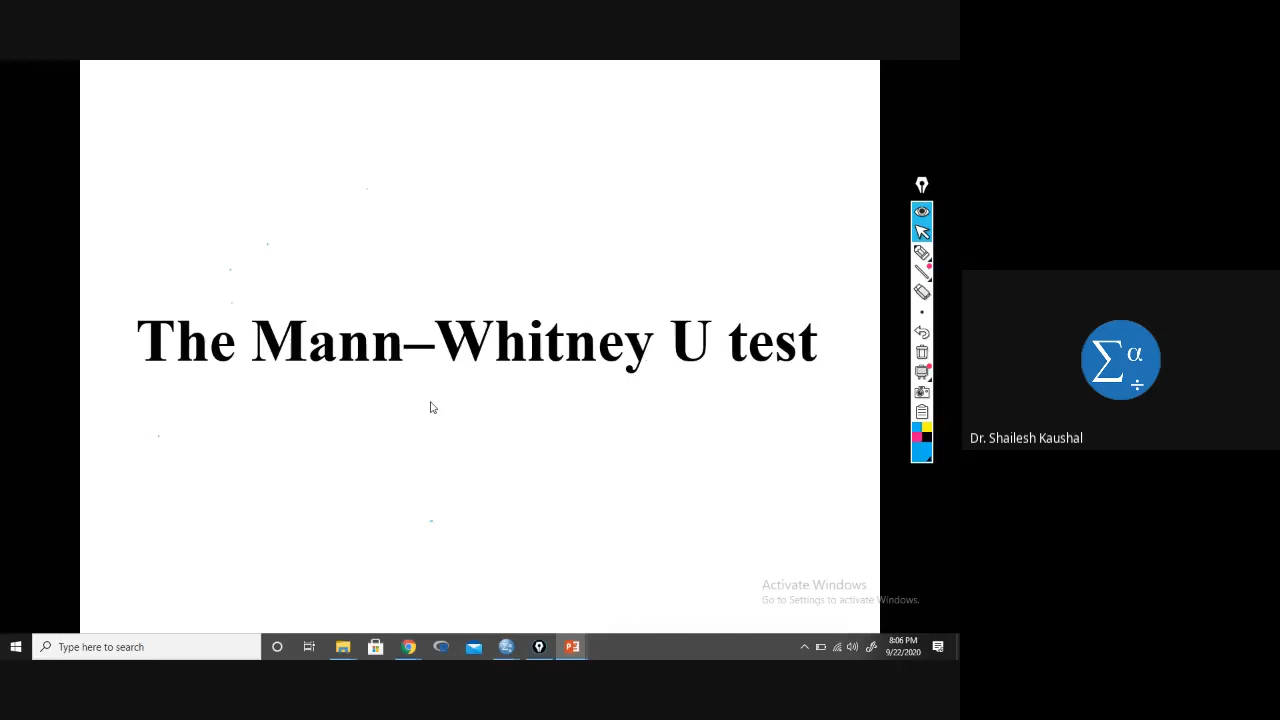 The Mann–Whitney U test
Σ α ÷
Dr. Shailesh Kaushal
Activate Windows
Go to Settings to activate Windows.
Type here to search
8:06 PM
9/22/2020